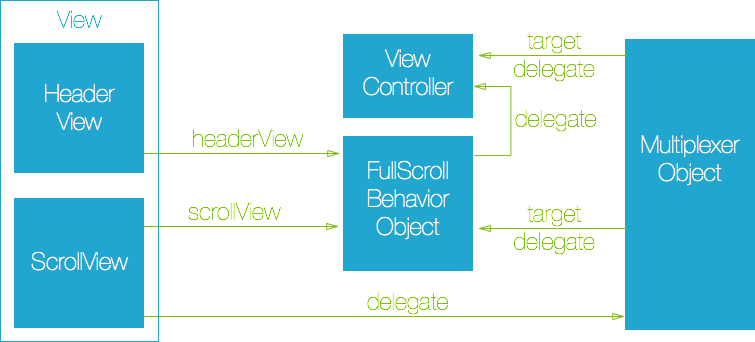 View
Header
View
ScrollView
headerView
scrollView
delegate
View
Controller
FullScroll
Behavior
Object
delegate
target
delegate
target
delegate
Multiplexer
Object